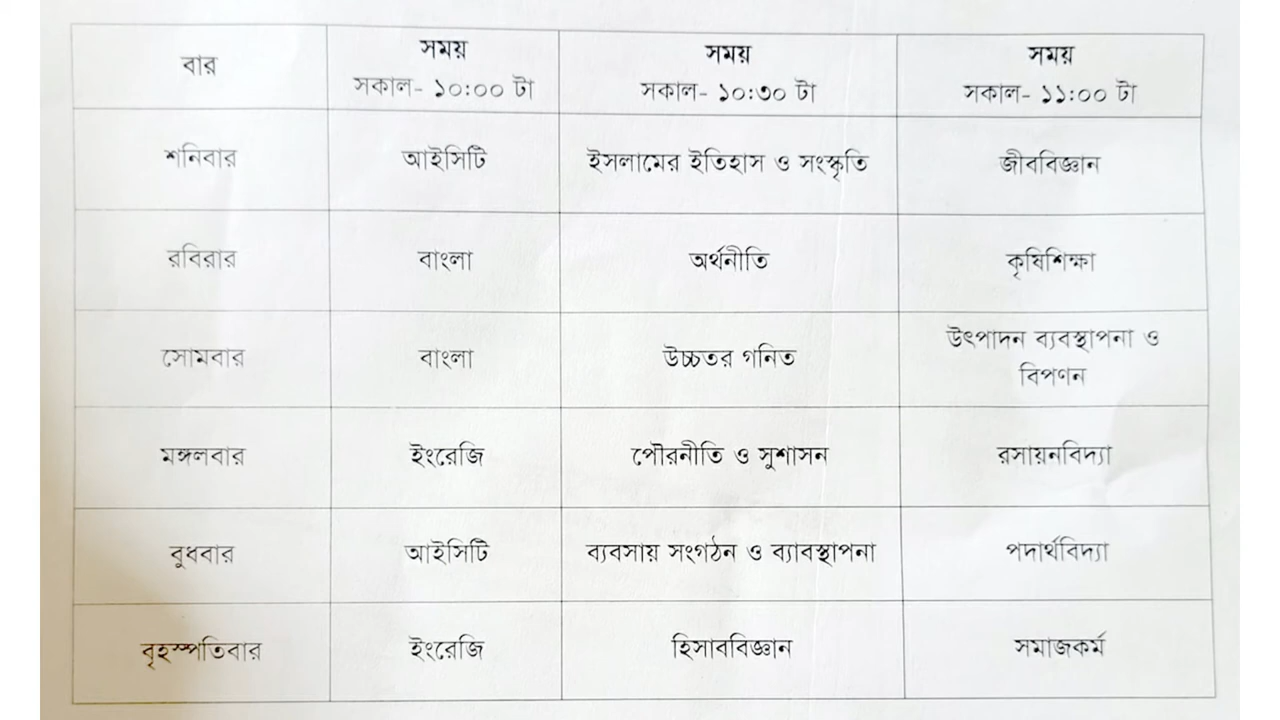 বার সময় সময় সময়
সকাল- ১০:০০ টা সকাল- ১০:৩০ টা সকাল- ১১:০০ টা
শনিবার আইসিটি ইসলামের ইতিহাস ও সংস্কৃতি জীববিজ্ঞান
রবিরার বাংলা অর্থনীতি কৃষিশিক্ষা
সোমবার বাংলা উচ্চতর গনিত উৎপাদন ব্যবস্থাপনা ও
বিপণন
মঙ্গলবার ইংরেজি পৌরনীতি ও সুশাসন রসায়নবিদ্যা
বুধবার আইসিটি ব্যবসায় সংগঠন ও ব্যাবস্থাপনা পদার্থবিদ্যা
বৃহস্পতিবার ইংরেজি হিসাববিজ্ঞান সমাজকর্ম